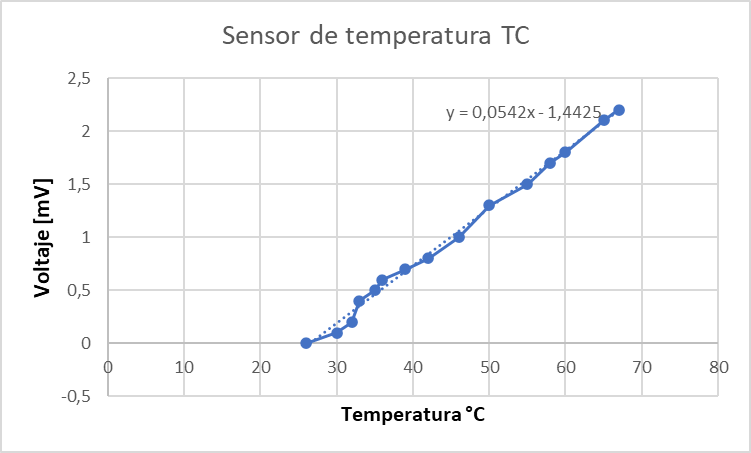 Sensor de temperatura TC
2,5
y = 0,0542x - 1,4425
2
1,5
1
0,5
0
-0,5
0 10 20 30 40 50 60 70 80
Voltaje [mV]
Temperatura °C